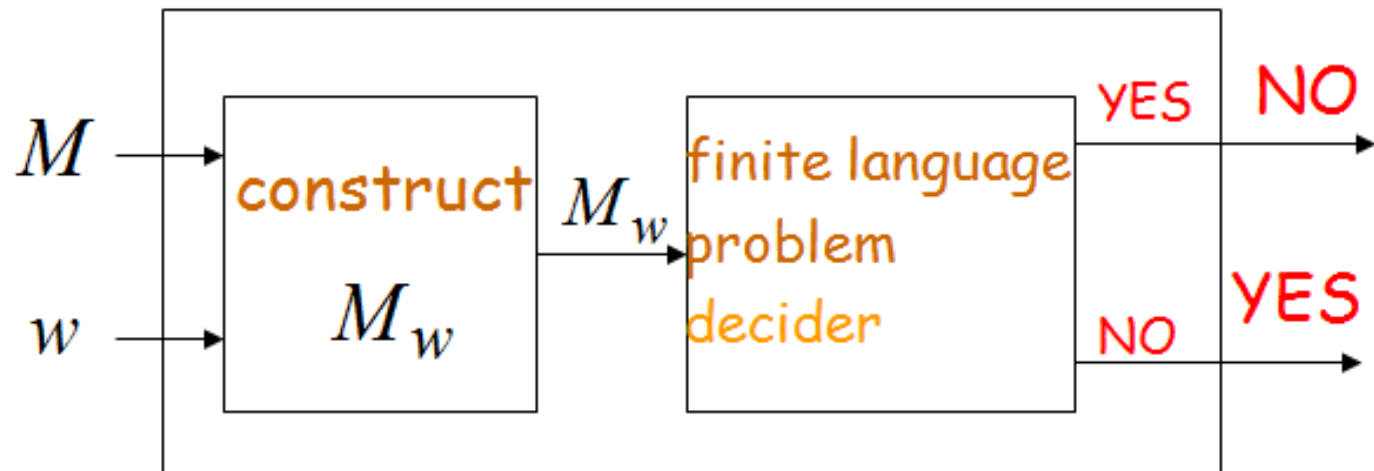 M
w
construct
M_w
M_w
finite language
problem
decider
YES
NO
NO
YES